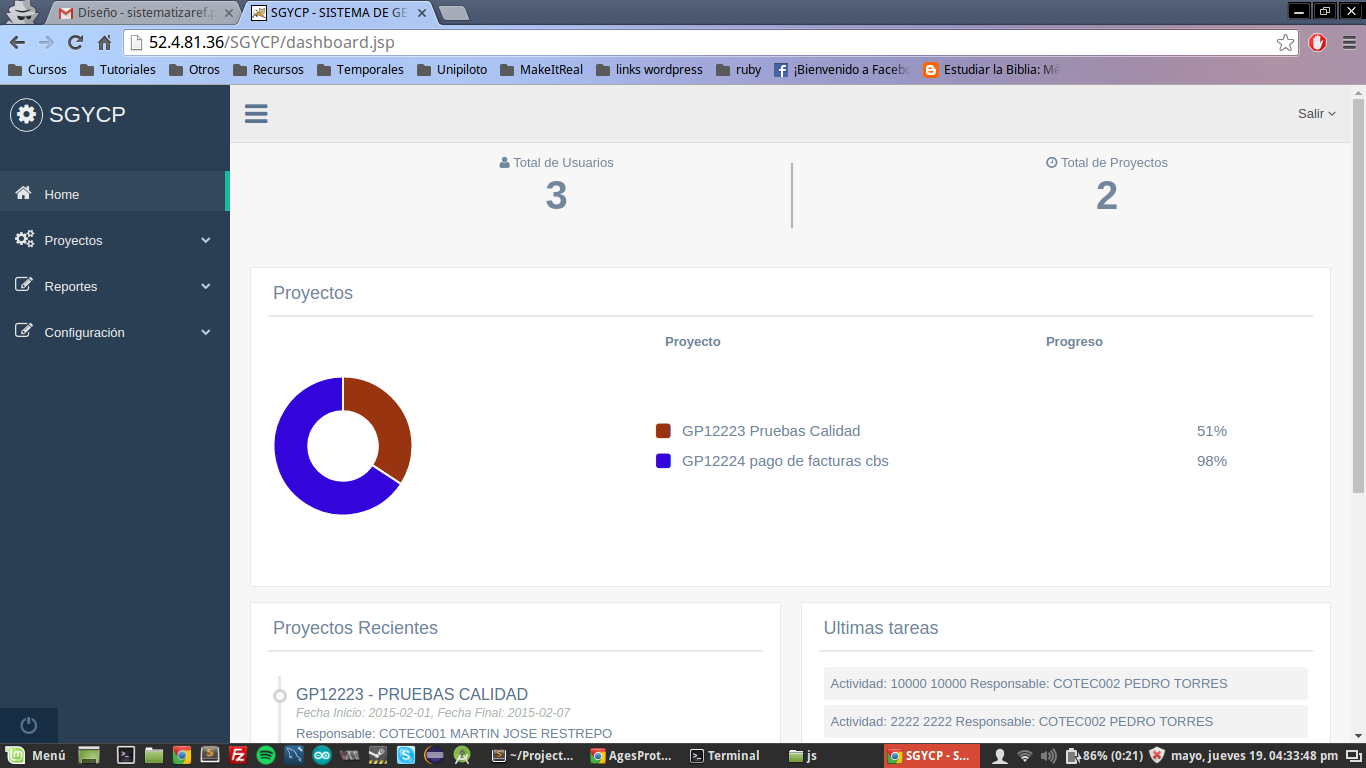 Diseño - sistematizaref.p
SGYCP - SISTEMA DE GE
52.4.81.36/SGYCP/dashboard.jsp
Cursos Tutoriales Otros Recursos Temporales Unipiloto MakeItReal links wordpress ruby ¡Bienvenido a Facebo Estudiar la Biblia: Mé
SGYCP
Salir
Home
Proyectos
Reportes
Configuración
Total de Usuarios
3
Total de Proyectos
2
Proyectos
Proyecto Progreso
GP12223 Pruebas Calidad 51%
GP12224 pago de facturas cbs 98%
Proyectos Recientes
GP12223 - PRUEBAS CALIDAD
Fecha Inicio: 2015-02-01, Fecha Final: 2015-02-07
Responsable: COTEC001 MARTIN JOSE RESTREPO
Ultimas tareas
Actividad: 10000 10000 Responsable: COTEC002 PEDRO TORRES
Actividad: 2222 2222 Responsable: COTEC002 PEDRO TORRES
Menú ~/Project... AgesProt... Terminal js SGYCP - S... 86% (0:21) mayo, jueves 19. 04:33:48 pm